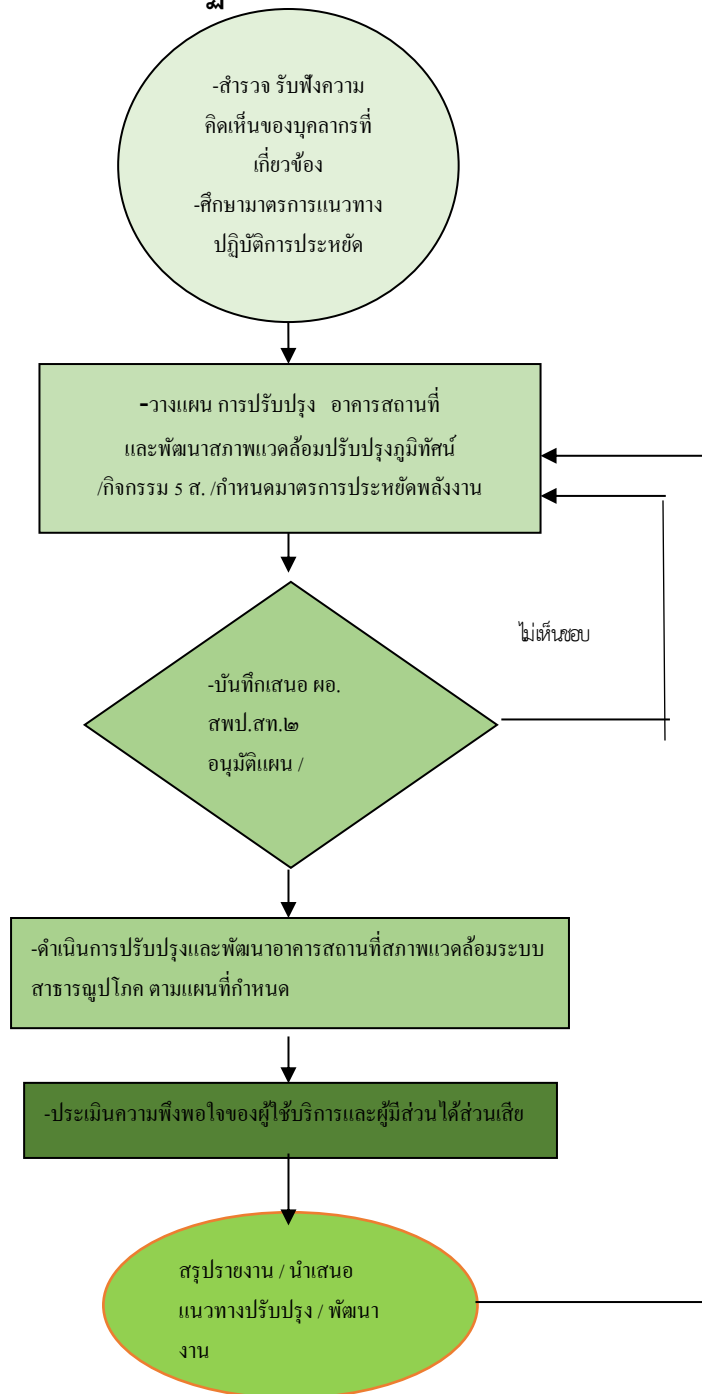 -สำรวจ รับฟังความ
คิดเห็นของบุคลากรที่
เกี่ยวข้อง
-ศึกษามาตรการแนวทาง
ปฏิบัติการประหยัด
-วางแผน การปรับปรุง อาคารสถานที่
และพัฒนาสภาพแวดล้อมปรับปรุงภูมิทัศน์
/กิจกรรม 5 ส. /กำหนดมาตรการประหยัดพลังงาน
ไม่เห็นชอบ
-บันทึกเสนอ ผอ.
สพป.สท.๒
อนุมัติแผน /
-ดำเนินการปรับปรุงและพัฒนาอาคารสถานที่สภาพแวดล้อมระบบ
สาธารณูปโภค ตามแผนที่กำหนด
-ประเมินความพึงพอใจของผู้ใช้บริการและผู้มีส่วนได้ส่วนเสีย
สรุปรายงาน / นำเสนอ
แนวทางปรับปรุง / พัฒนา
งาน